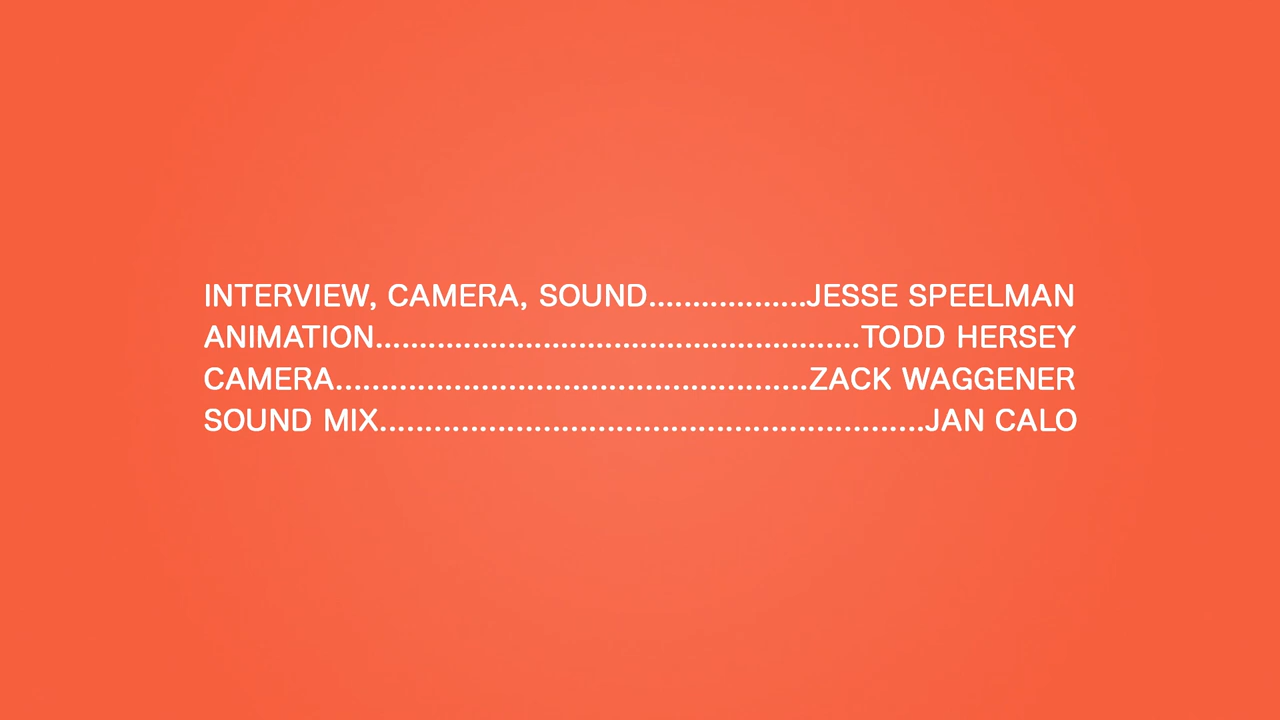 INTERVIEW, CAMERA, SOUND..................JESSE SPEELMAN
ANIMATION.......................................................TODD HERSEY
CAMERA.....................................................ZACK WAGGENER
SOUND MIX.............................................................JAN CALO